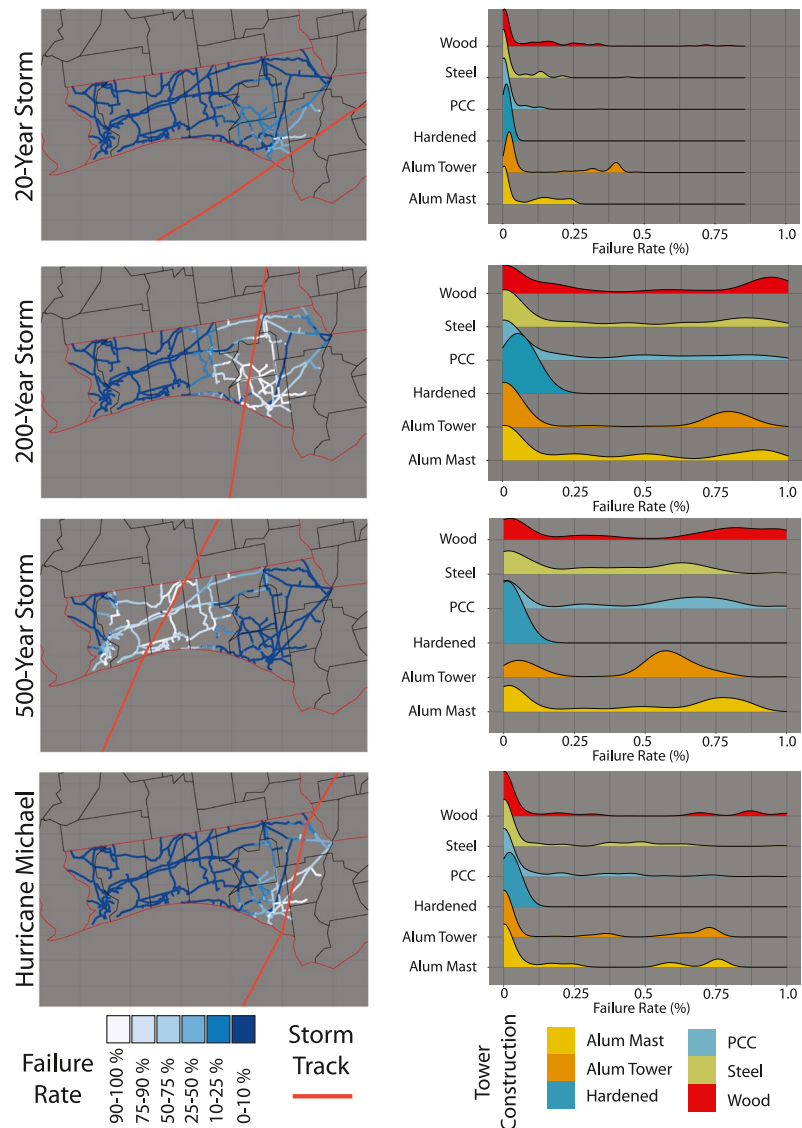 20-Year Storm
Wood
Steel
PCC
Hardened
Alum Tower
Alum Mast
0 0.25 0.5 0.75 1.0
Failure Rate (%)
200-Year Storm
Wood
Steel
PCC
Hardened
Alum Tower
Alum Mast
0 0.25 0.5 0.75 1.0
Failure Rate (%)
500-Year Storm
Wood
Steel
PCC
Hardened
Alum Tower
Alum Mast
0 0.25 0.5 0.75 1.0
Failure Rate (%)
Hurricane Michael
Wood
Steel
PCC
Hardened
Alum Tower
Alum Mast
0 0.25 0.5 0.75 1.0
Failure Rate (%)
Failure
Rate
90-100 %
75-90 %
50-75 %
25-50 %
10-25 %
0-10 %
Storm
Track
Tower
Construction
Alum Mast
Alum Tower
Hardened
PCC
Steel
Wood